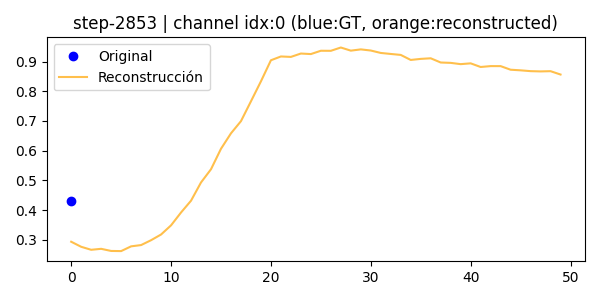 step-2853 | channel idx:0 (blue:GT, orange:reconstructed)
Original
Reconstrucción
0.9
0.8
0.7
0.6
0.5
0.4
0.3
0 10 20 30 40 50